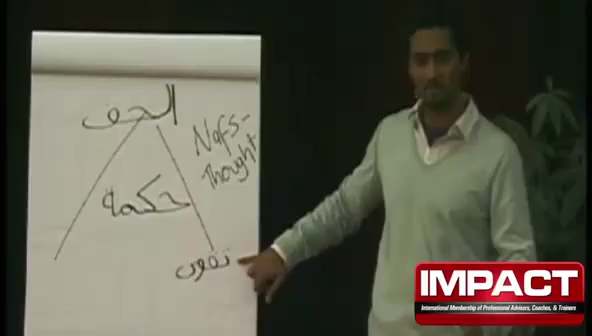 الحق
Nafs-
Thought
حكمة
تقوى
IMPACT
International Membership of Professional Advisors, Coaches, & Trainers